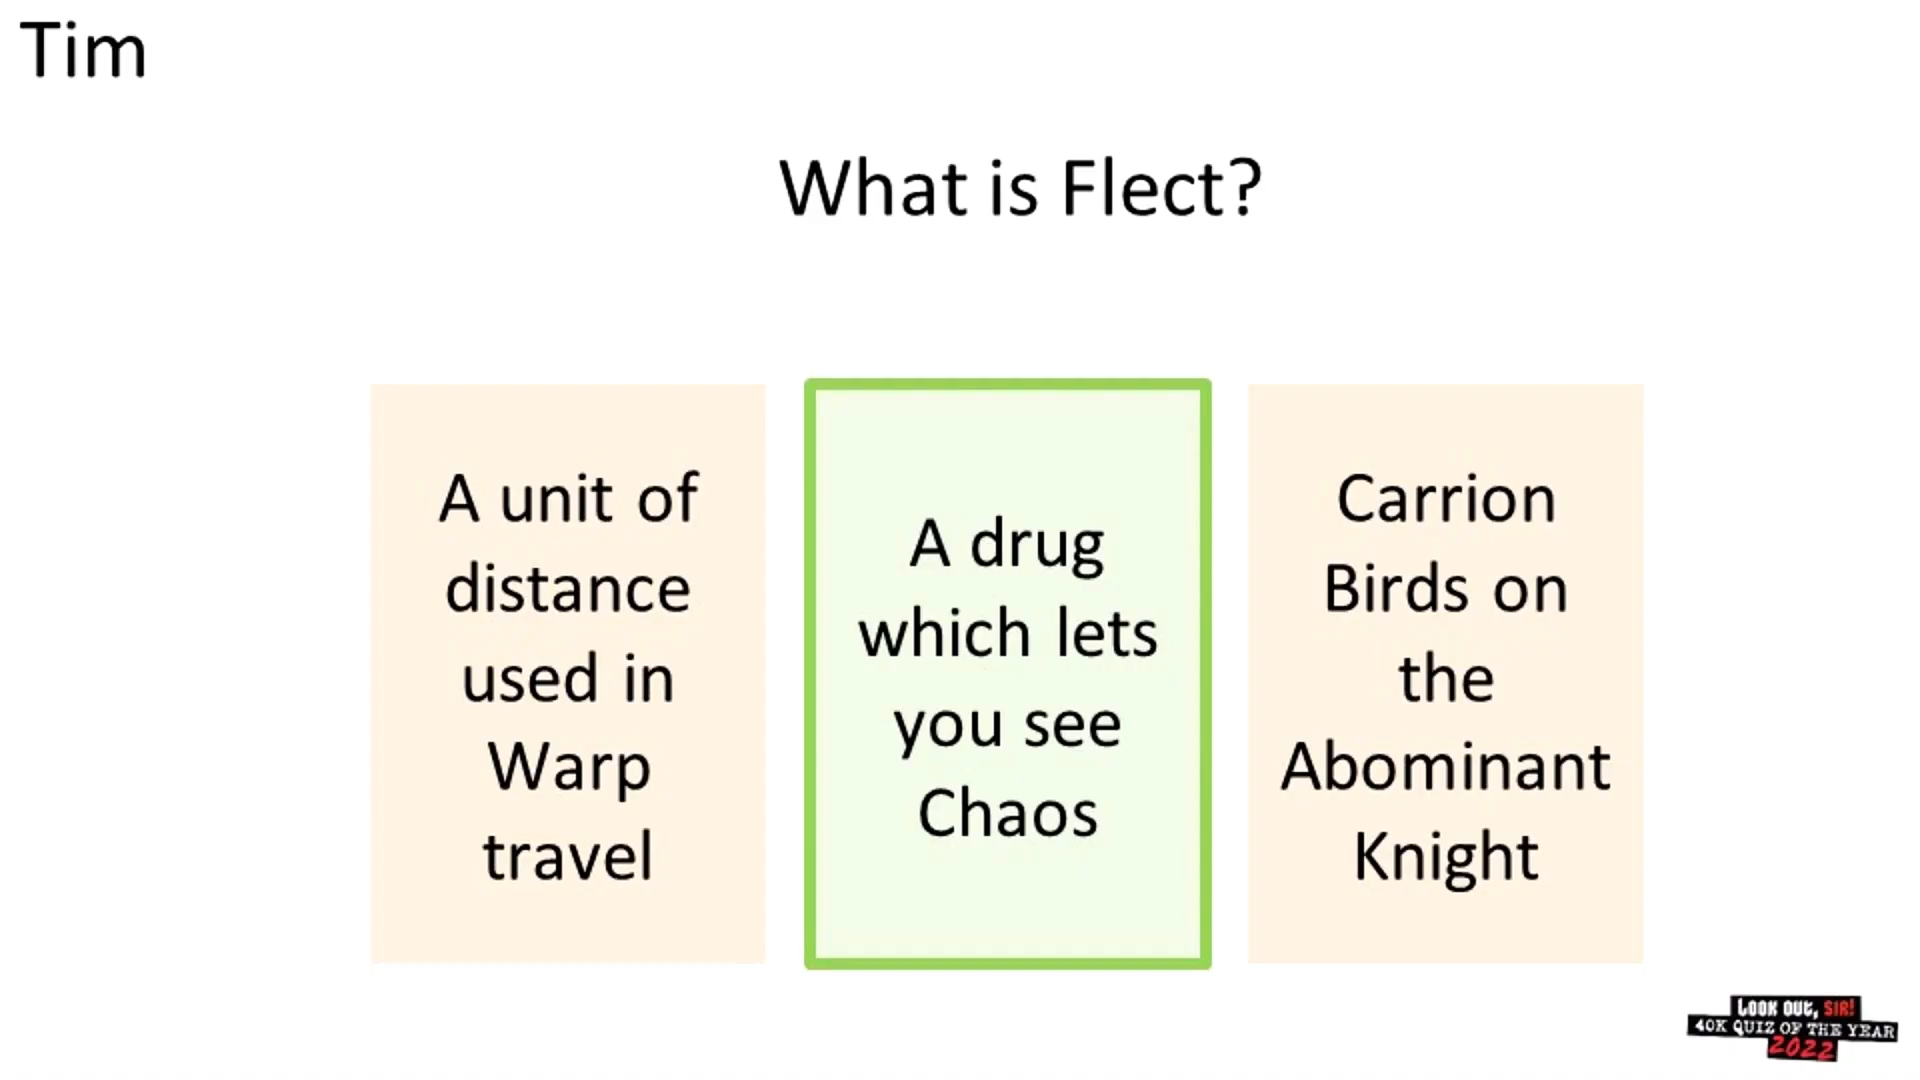 Tim
What is Flect?
A unit of
distance
used in
Warp
travel
A drug
which lets
you see
Chaos
Carrion
Birds on
the
Abominant
Knight
LOOK OUT, SIR!
40K QUIZ OF THE YEAR
2022